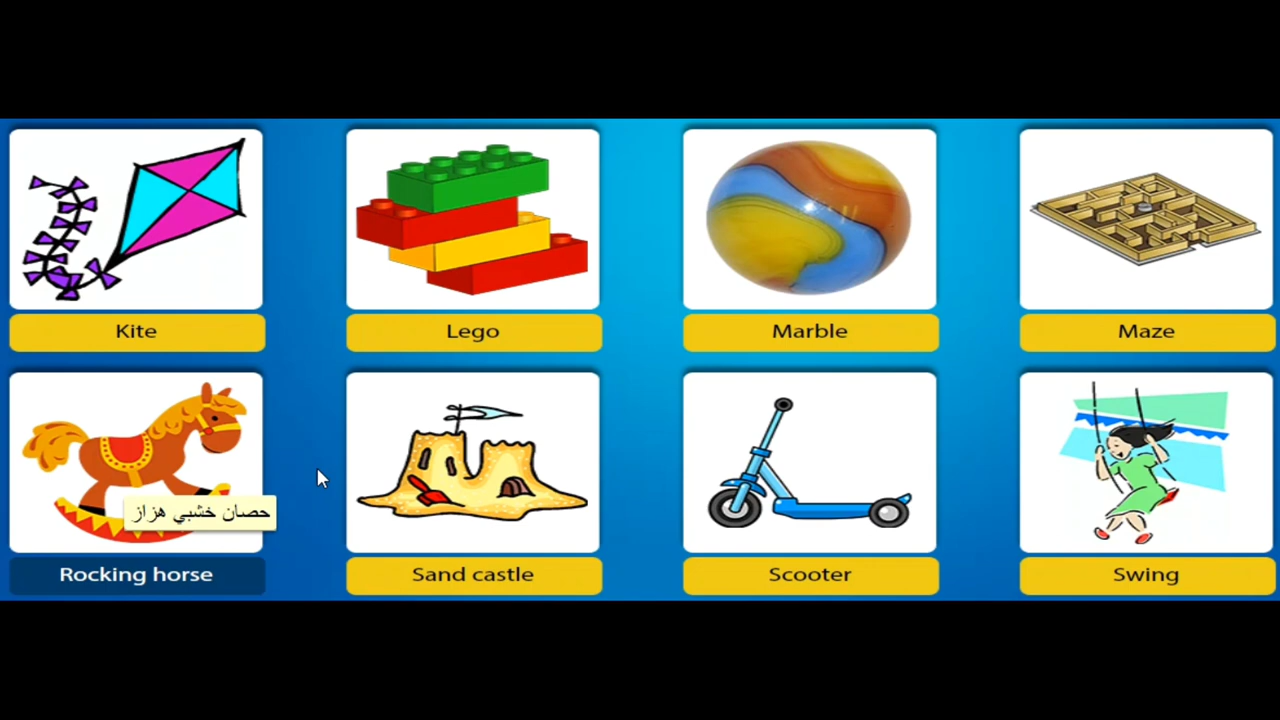 Kite
Lego
Marble
Maze
حصان خشبي هزاز
Rocking horse
Sand castle
Scooter
Swing